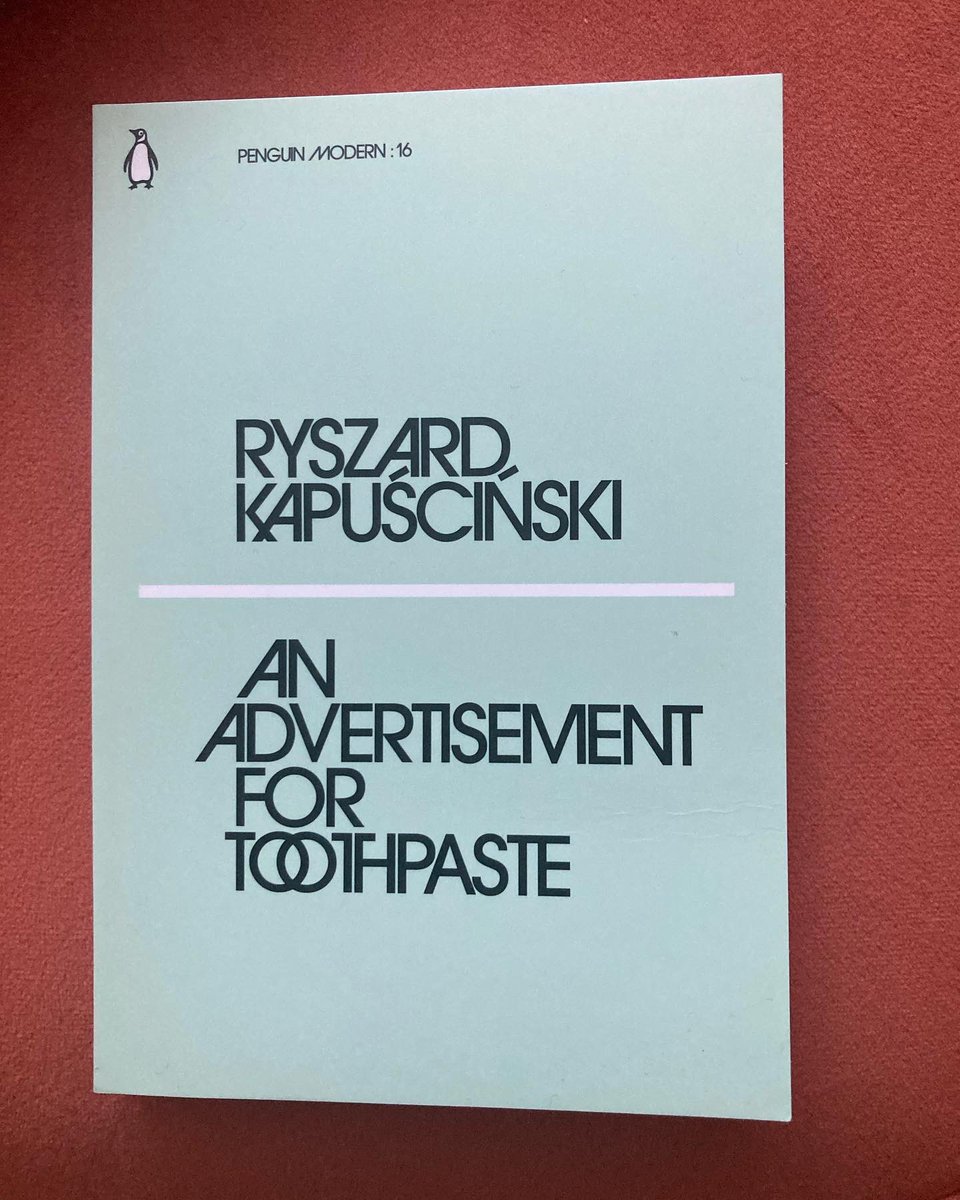 PENGUIN MODERN : 16
RYSZARD
KAPUŚCIŃSKI
AN
ADVERTISEMENT
FOR
TOOTHPASTE